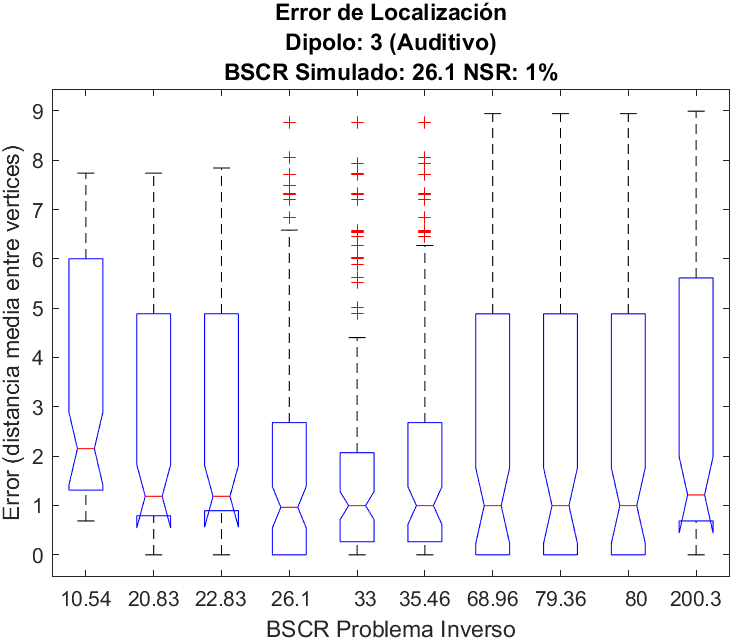 Error de Localización
Dipolo: 3 (Auditivo)
BSCR Simulado: 26.1 NSR: 1%
Error (distancia media entre vertices)
9
8
7
6
5
4
3
2
1
0
10.54 20.83 22.83 26.1 33 35.46 68.96 79.36 80 200.3
BSCR Problema Inverso